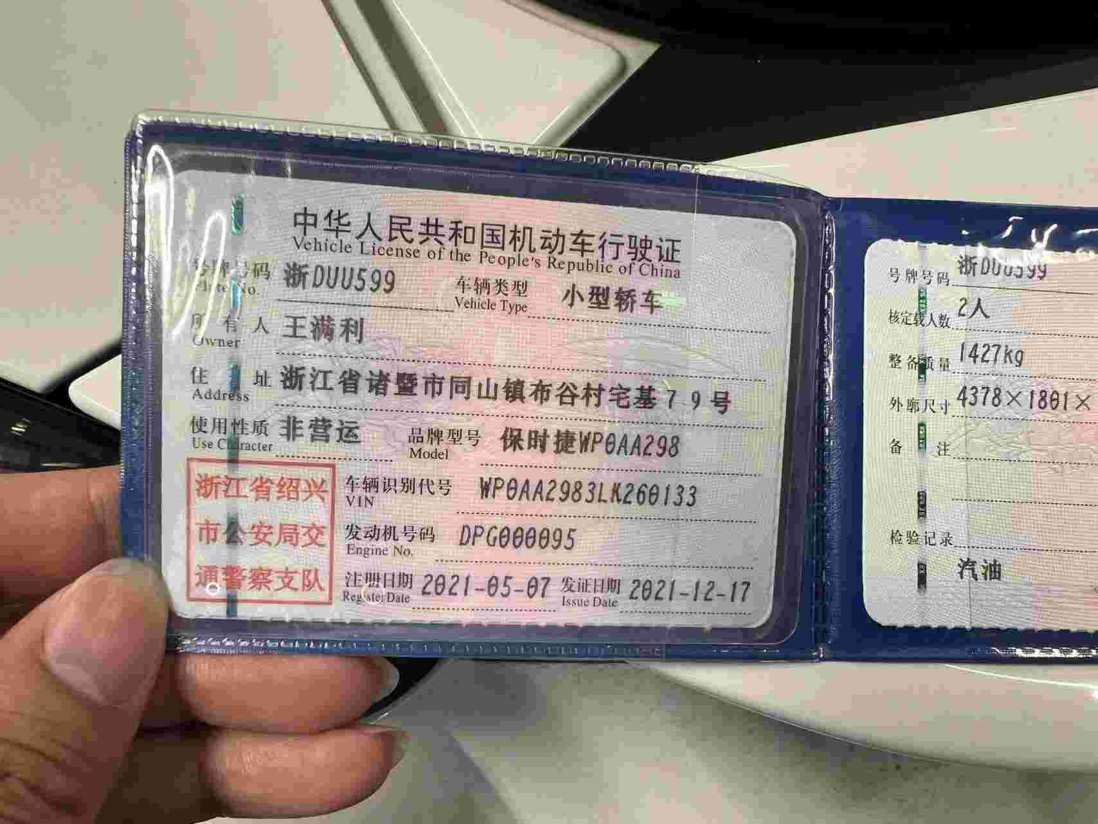 中华人民共和国机动车行驶证
Vehicle License of the People's Republic of China
号牌号码 浙DUU599 车辆类型 小型轿车
Plate No. Vehicle Type
所有人 王满利
Owner
住址 浙江省诸暨市同山镇布谷村宅基79号
Address
使用性质 非营运 品牌型号 保时捷WP0AA298
Use Character Model
浙江省绍兴
市公安局交
通警察支队
车辆识别代号 WP0AA2983LK260133
VIN
发动机号码 DPG000095
Engine No.
注册日期 2021-05-07 发证日期 2021-12-17
Register Date Issue Date
号牌号码 浙DUU599
核定载人数 2人
整备质量 1427kg
外廓尺寸 4378×1801×
备注
检验记录
汽油